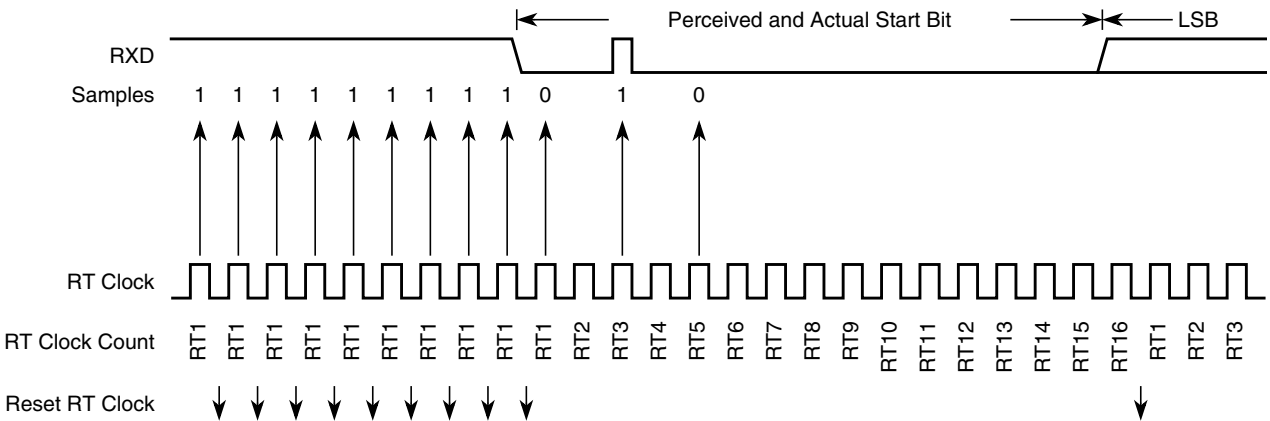 Perceived and Actual Start Bit LSB
RXD
Samples 1 1 1 1 1 1 1 1 1 0 1 0
RT Clock
RT Clock Count RT1 RT1 RT1 RT1 RT1 RT1 RT1 RT1 RT1 RT1 RT2 RT3 RT4 RT5 RT6 RT7 RT8 RT9 RT10 RT11 RT12 RT13 RT14 RT15 RT16 RT1 RT2 RT3
Reset RT Clock